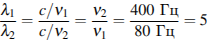 λ₁/λ₂ = (c/ν₁)/(c/ν₂) = ν₂/ν₁ = (400 Гц)/(80 Гц) = 5